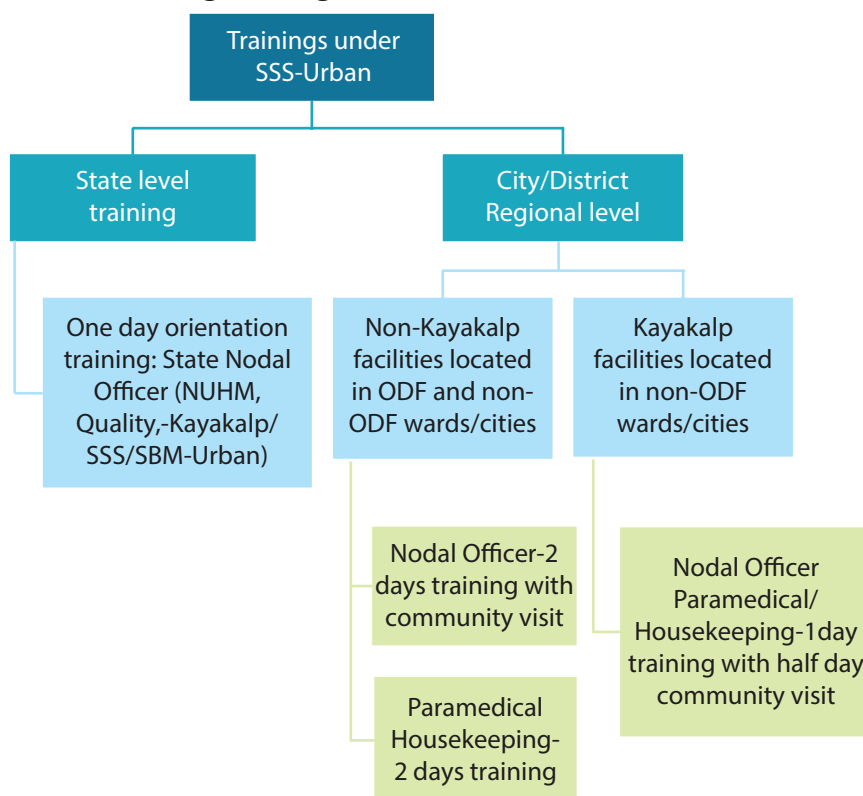 Trainings under
SSS-Urban
State level
training
City/District
Regional level
One day orientation
training: State Nodal
Officer (NUHM,
Quality,-Kayakalp/
SSS/SBM-Urban)
Non-Kayakalp
facilities located
in ODF and non-
ODF wards/cities
Kayakalp
facilities located
in non-ODF
wards/cities
Nodal Officer-2
days training with
community visit
Paramedical
Housekeeping-
2 days training
Nodal Officer
Paramedical/
Housekeeping-1day
training with half day
community visit